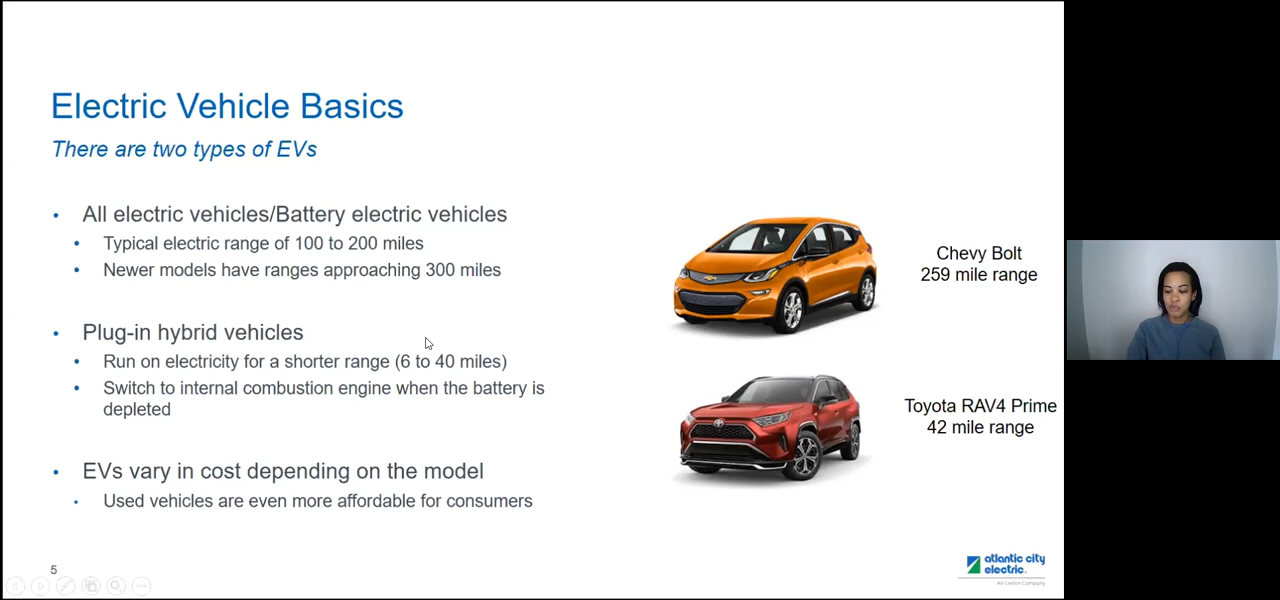 Electric Vehicle Basics
There are two types of EVs
• All electric vehicles/Battery electric vehicles
• Typical electric range of 100 to 200 miles
• Newer models have ranges approaching 300 miles
• Plug-in hybrid vehicles
• Run on electricity for a shorter range (6 to 40 miles)
• Switch to internal combustion engine when the battery is
depleted
• EVs vary in cost depending on the model
• Used vehicles are even more affordable for consumers
Chevy Bolt
259 mile range
Toyota RAV4 Prime
42 mile range
5
atlantic city
electric.
An Exelon Company